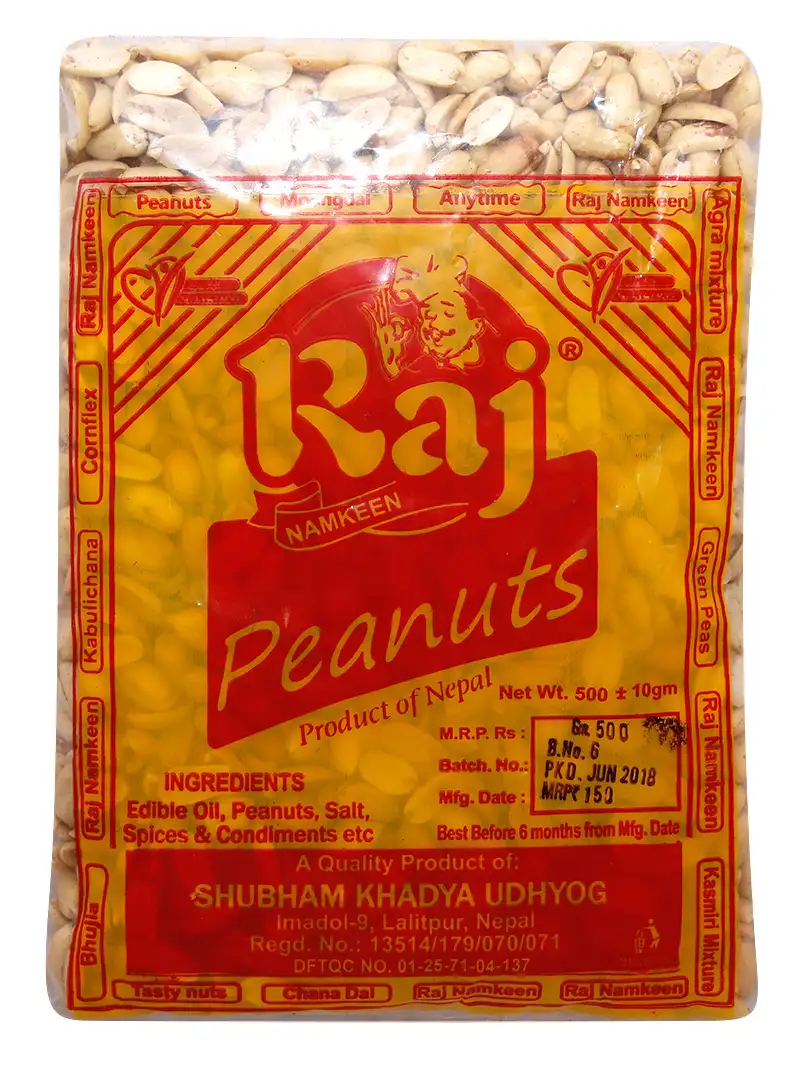 Peanuts
Moongdal
Anytime
Raj Namkeen
Raj Namkeen
Cornflex
Kabulichana
Raj Namkeen
Bhujia
Agra mixture
Raj Namkeen
Green Peas
Raj Namkeen
Kasmiri Mixture
Raj ®
NAMKEEN
Peanuts
Product of Nepal
Net Wt. 500 ± 10gm
M.R.P. Rs :
Batch. No.:
Mfg. Date :
Gm 500
B.No. 6
PKD. JUN 2018
MRP₹ 150
Best Before 6 months from Mfg. Date
INGREDIENTS
Edible Oil, Peanuts, Salt,
Spices & Condiments etc
A Quality Product of:
SHUBHAM KHADYA UDHYOG
Imadol-9, Lalitpur, Nepal
Regd. No.: 13514/179/070/071
DFTQC NO. 01-25-71-04-137
Tasty nuts
Chana Dal
Raj Namkeen
Raj Namkeen